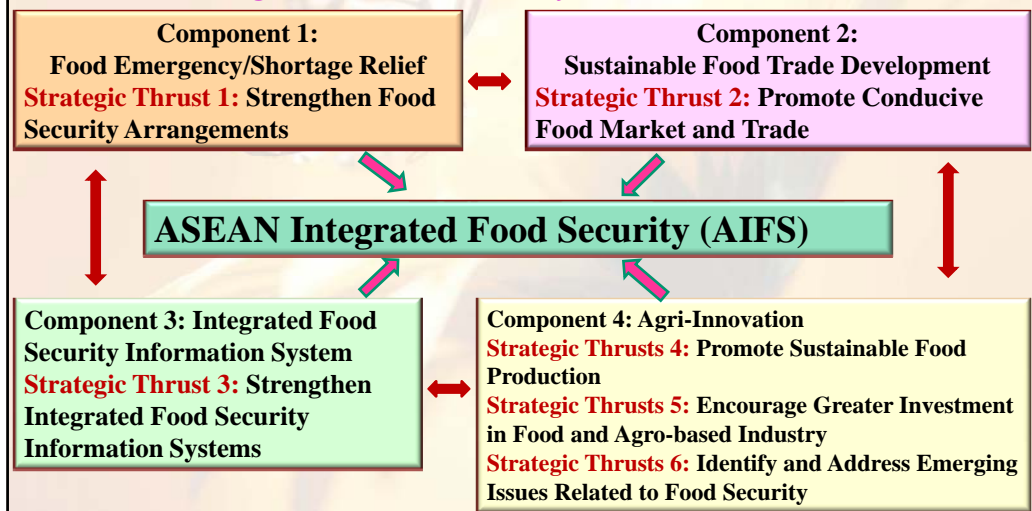 Component 1:
Food Emergency/Shortage Relief
Strategic Thrust 1: Strengthen Food
Security Arrangements
Component 2:
Sustainable Food Trade Development
Strategic Thrust 2: Promote Conducive
Food Market and Trade
ASEAN Integrated Food Security (AIFS)
Component 3: Integrated Food
Security Information System
Strategic Thrust 3: Strengthen
Integrated Food Security
Information Systems
Component 4: Agri-Innovation
Strategic Thrusts 4: Promote Sustainable Food
Production
Strategic Thrusts 5: Encourage Greater Investment
in Food and Agro-based Industry
Strategic Thrusts 6: Identify and Address Emerging
Issues Related to Food Security